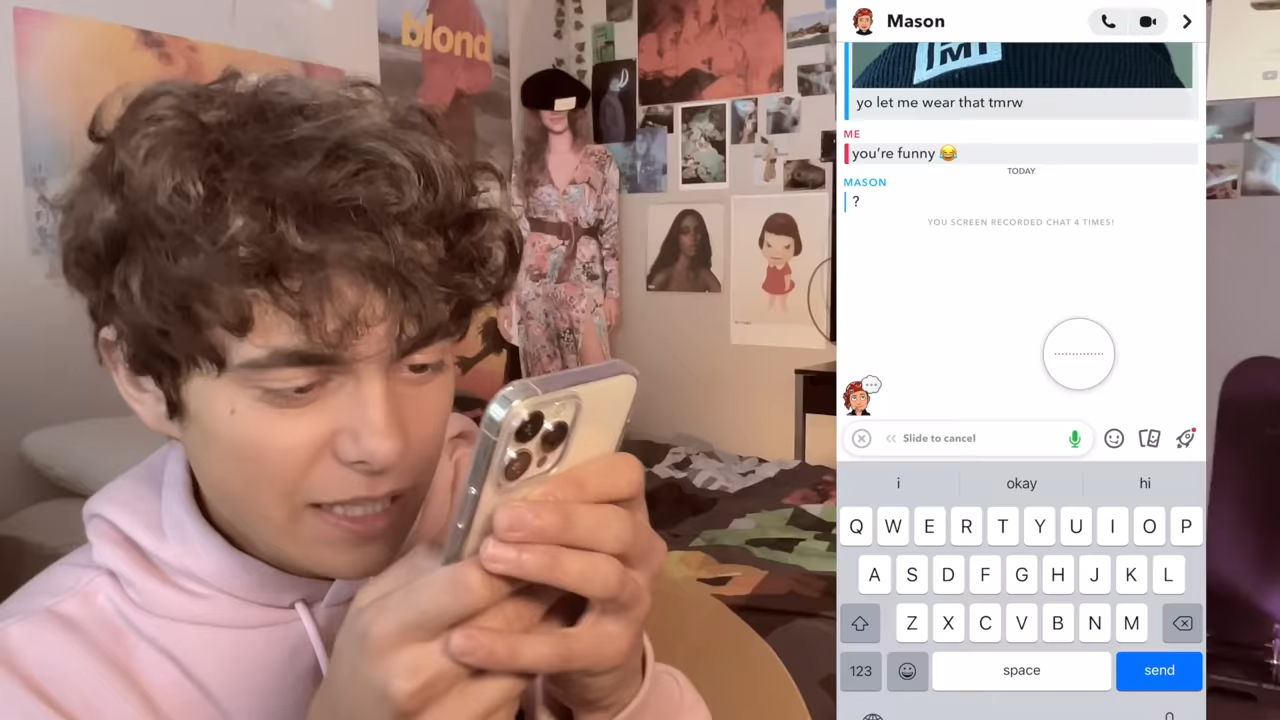 blond
Mason
yo let me wear that tmrw
ME
you're funny 😂
TODAY
MASON
?
YOU SCREEN RECORDED CHAT 4 TIMES!
Slide to cancel
i okay hi
Q W E R T Y U I O P
A S D F G H J K L
Z X C V B N M
123 space send